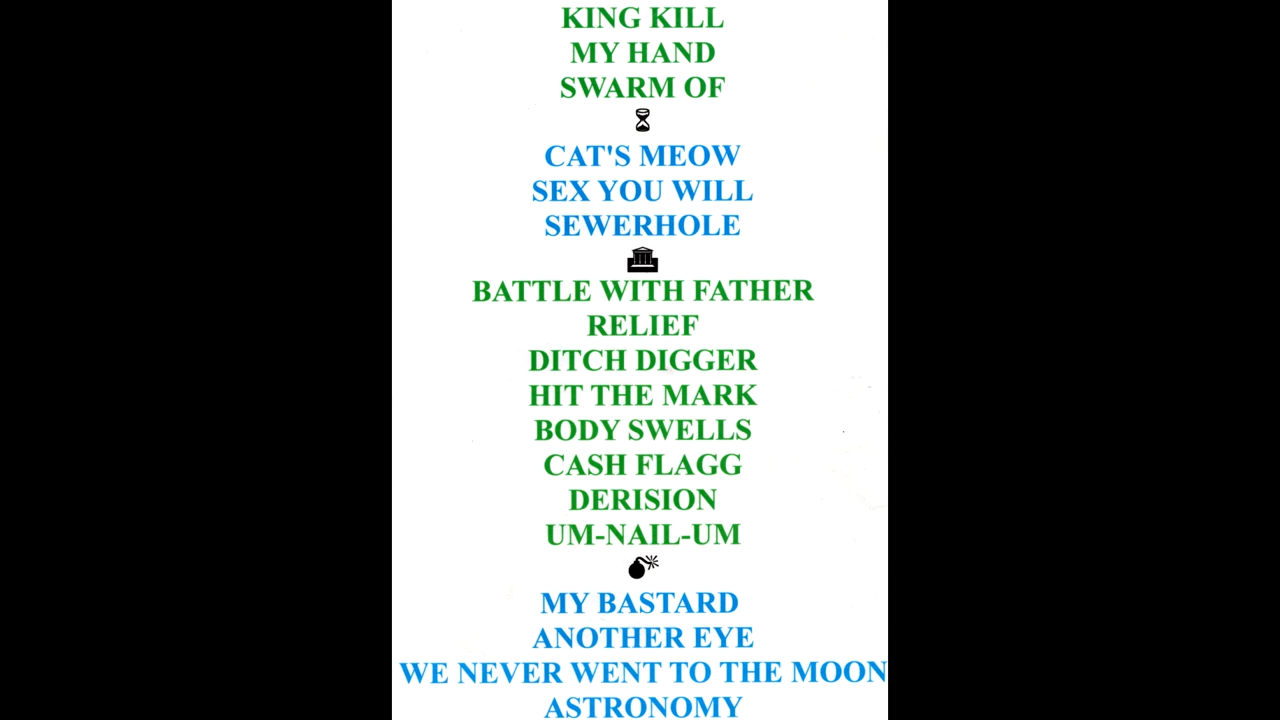 KING KILL
MY HAND
SWARM OF
CAT'S MEOW
SEX YOU WILL
SEWERHOLE
BATTLE WITH FATHER
RELIEF
DITCH DIGGER
HIT THE MARK
BODY SWELLS
CASH FLAGG
DERISION
UM-NAIL-UM
MY BASTARD
ANOTHER EYE
WE NEVER WENT TO THE MOON
ASTRONOMY